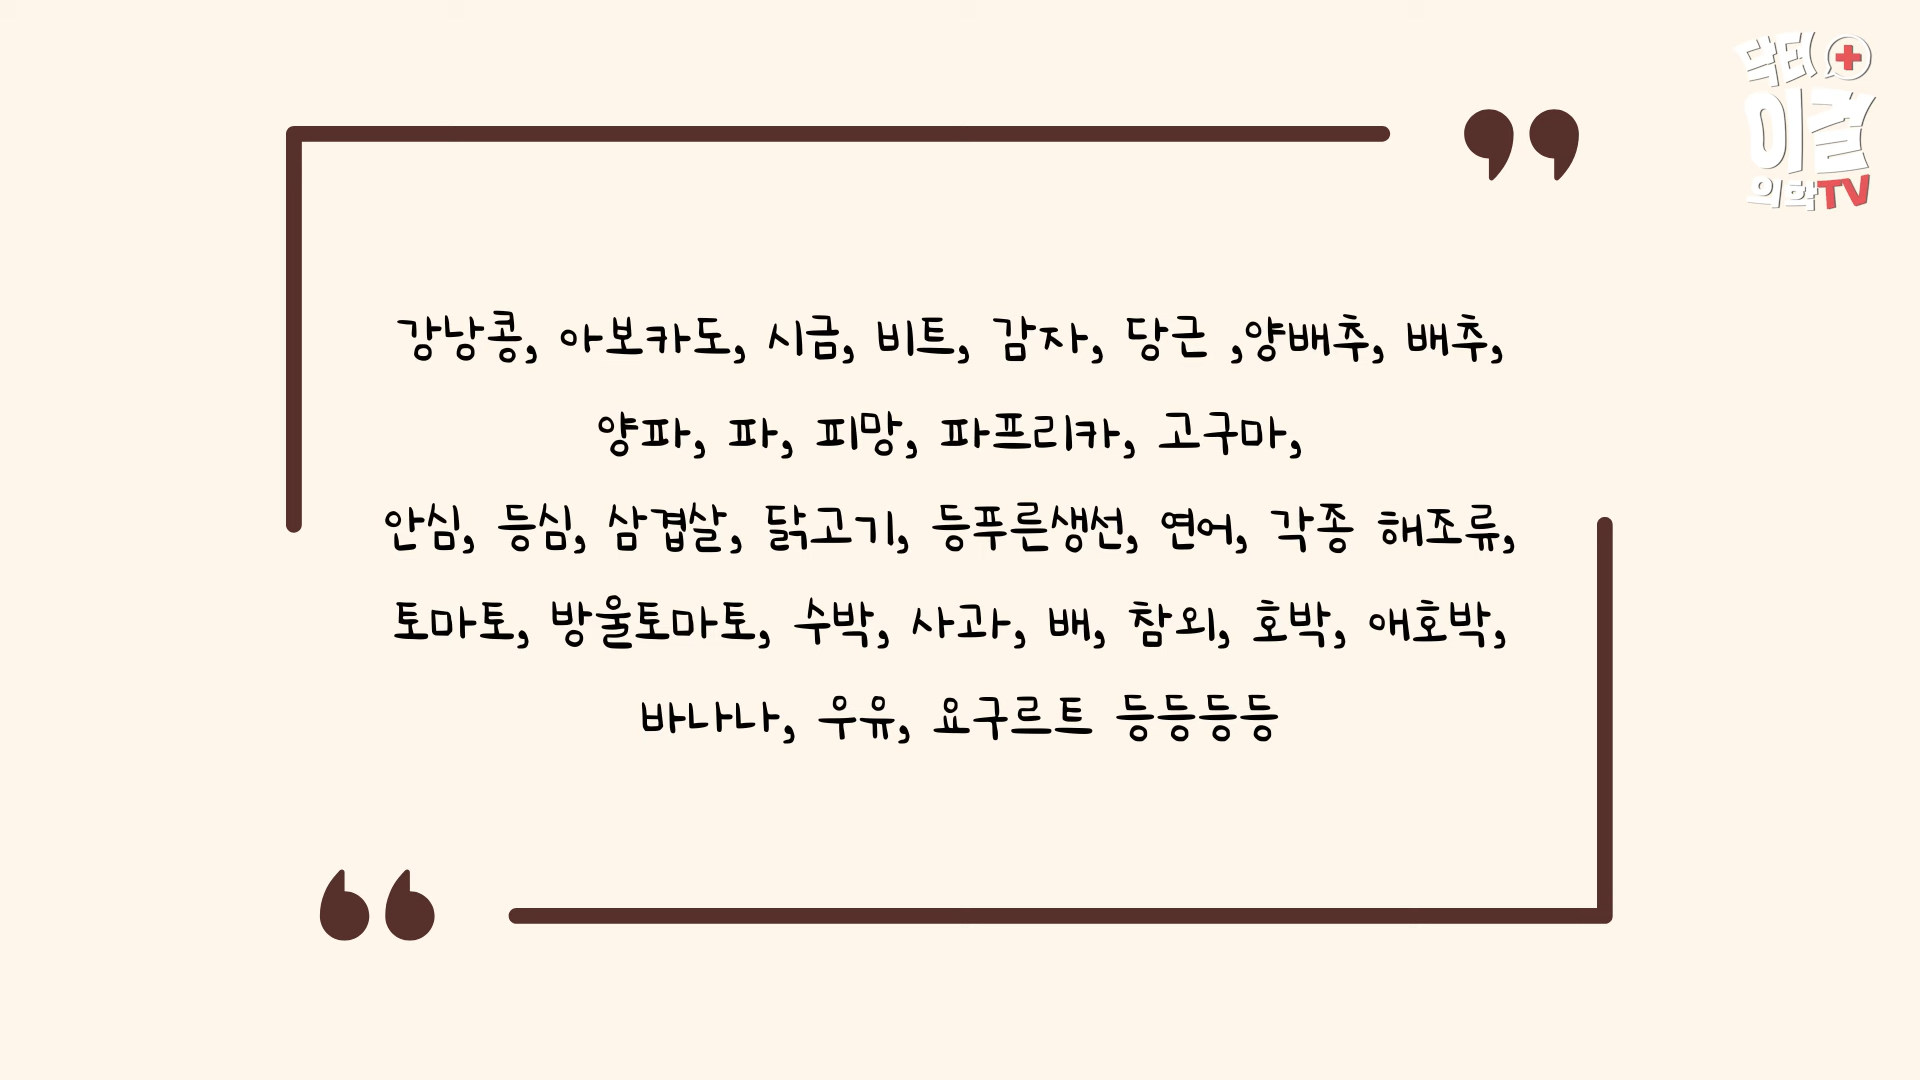 닥터
이결
의학TV
강낭콩, 아보카도, 시금, 비트, 감자, 당근 ,양배추, 배추,
양파, 파, 피망, 파프리카, 고구마,
안심, 등심, 삼겹살, 닭고기, 등푸른생선, 연어, 각종 해조류,
토마토, 방울토마토, 수박, 사과, 배, 참외, 호박, 애호박,
바나나, 우유, 요구르트 등등등등